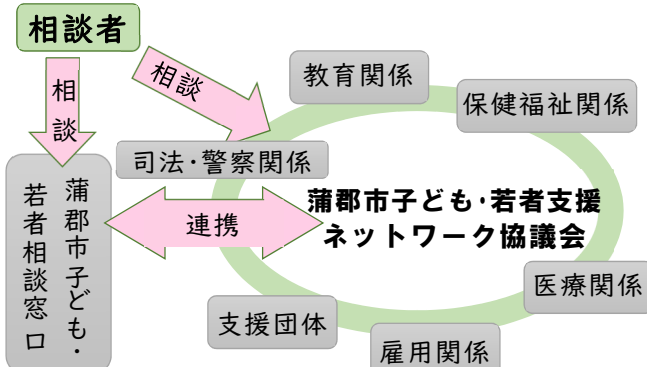 相談者
相談
相談
教育関係
保健福祉関係
司法・警察関係
蒲郡市子ども・
若者相談窓口
連携
蒲郡市子ども・若者支援
ネットワーク協議会
医療関係
支援団体
雇用関係